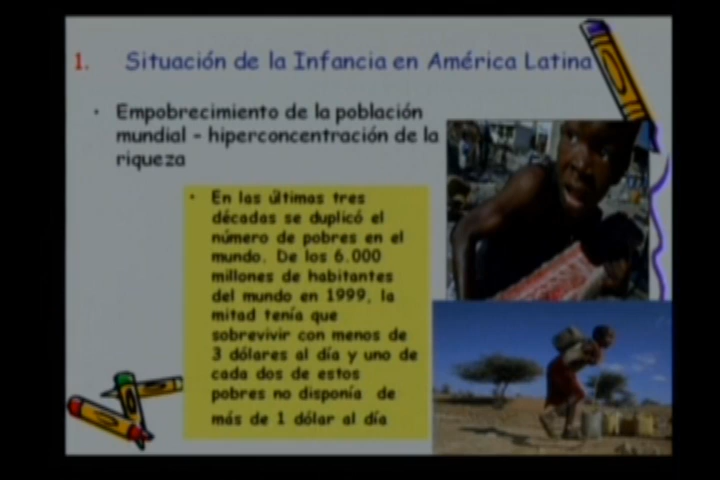 1. Situación de la Infancia en América Latina
• Empobrecimiento de la población
mundial – hiperconcentración de la
riqueza
• En las últimas tres
décadas se duplicó el
número de pobres en el
mundo. De los 6.000
millones de habitantes
del mundo en 1999, la
mitad tenía que
sobrevivir con menos de
3 dólares al día y uno de
cada dos de estos
pobres no disponía de
más de 1 dólar al día